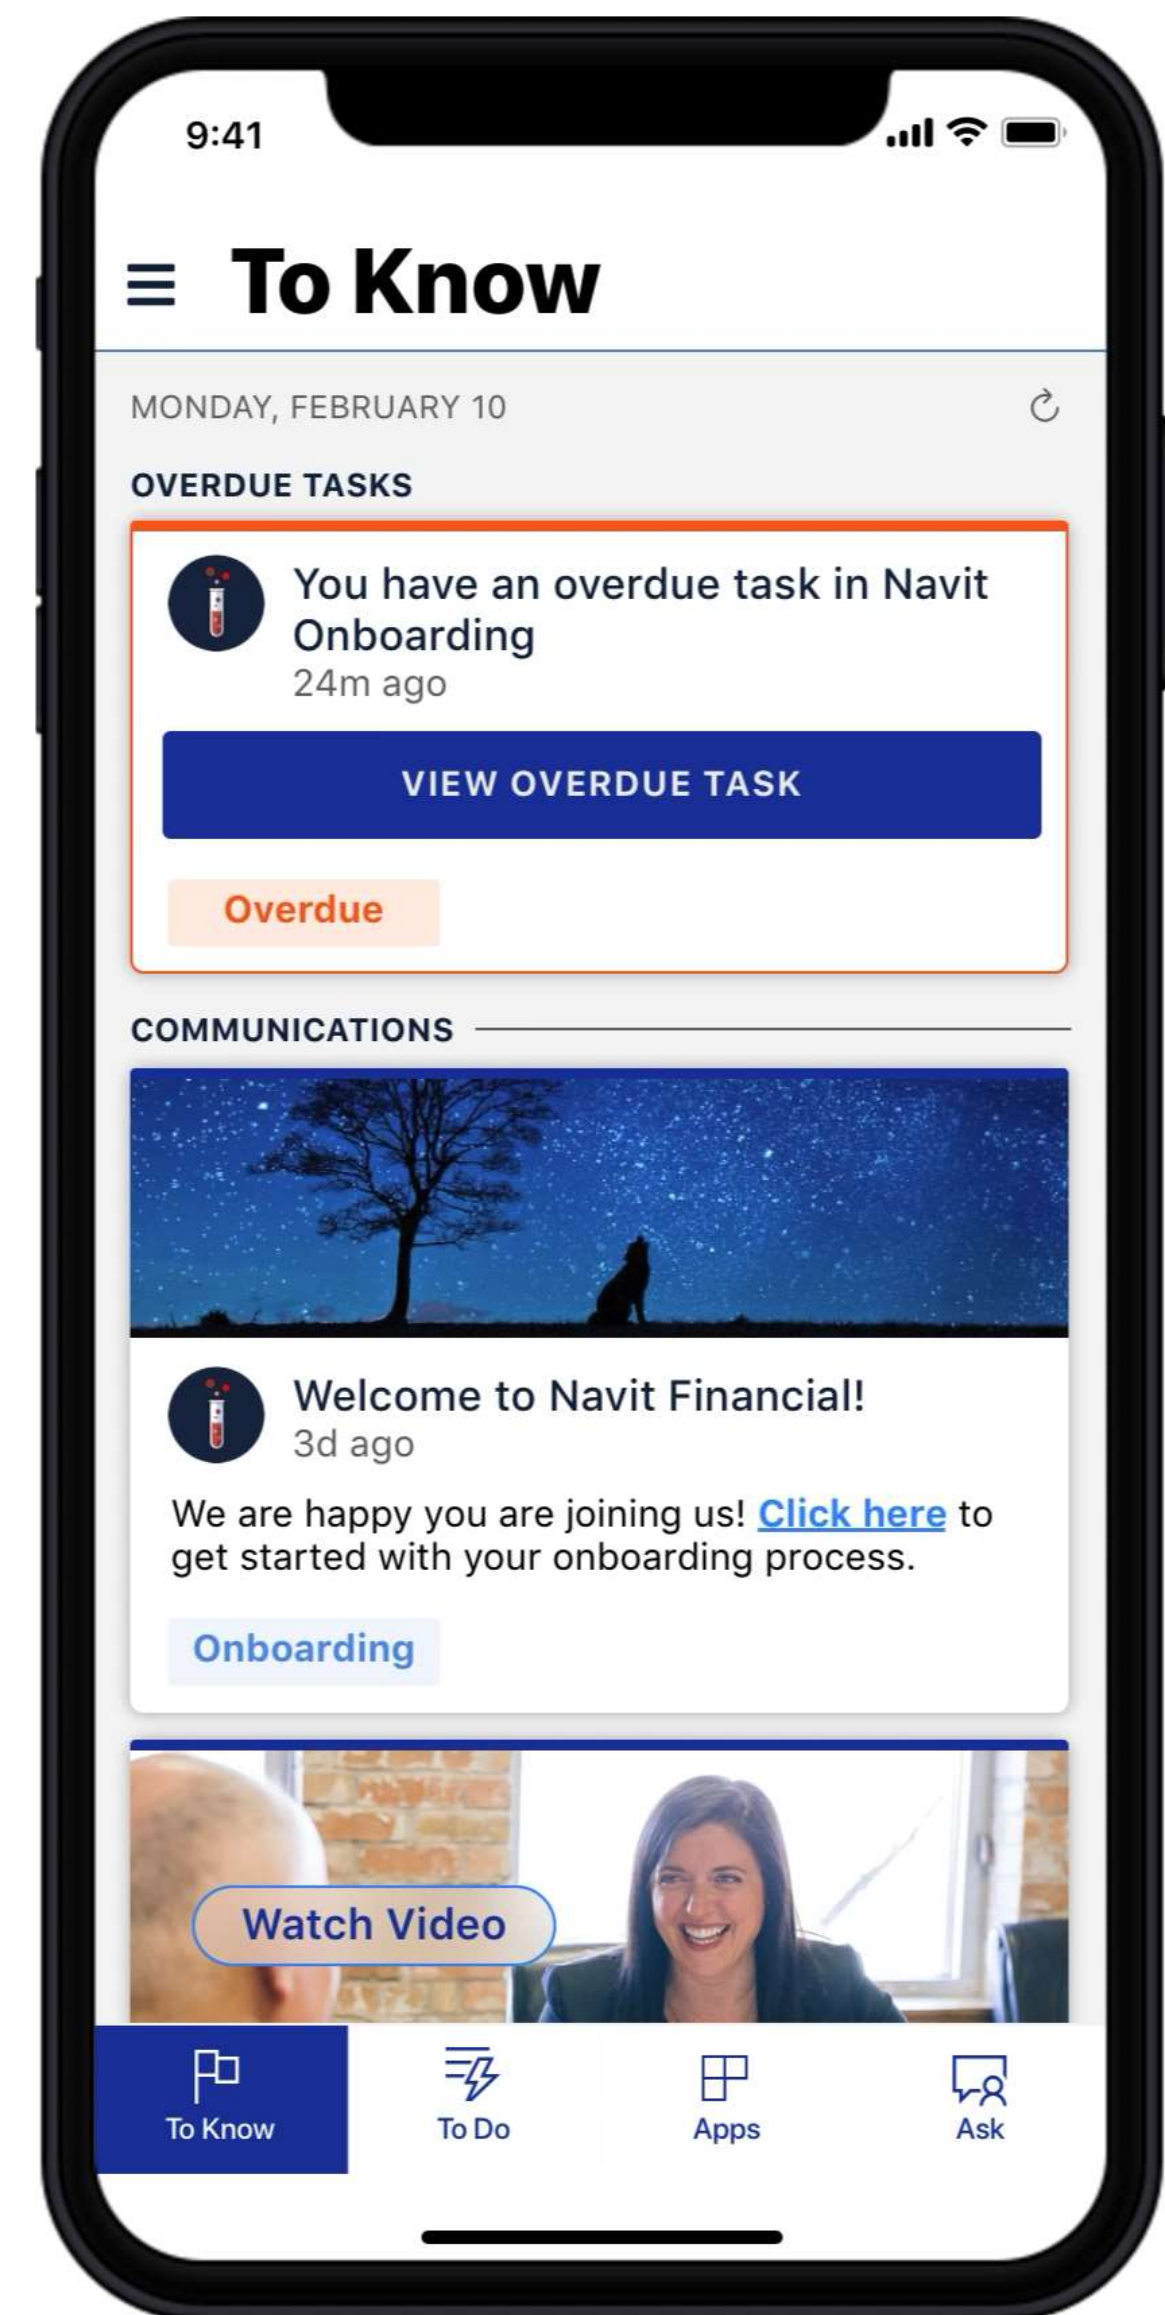 9:41
To Know
MONDAY, FEBRUARY 10
OVERDUE TASKS
You have an overdue task in Navit
Onboarding
24m ago
VIEW OVERDUE TASK
Overdue
COMMUNICATIONS
Welcome to Navit Financial!
3d ago
We are happy you are joining us! Click here to
get started with your onboarding process.
Onboarding
Watch Video
To Know
To Do
Apps
Ask